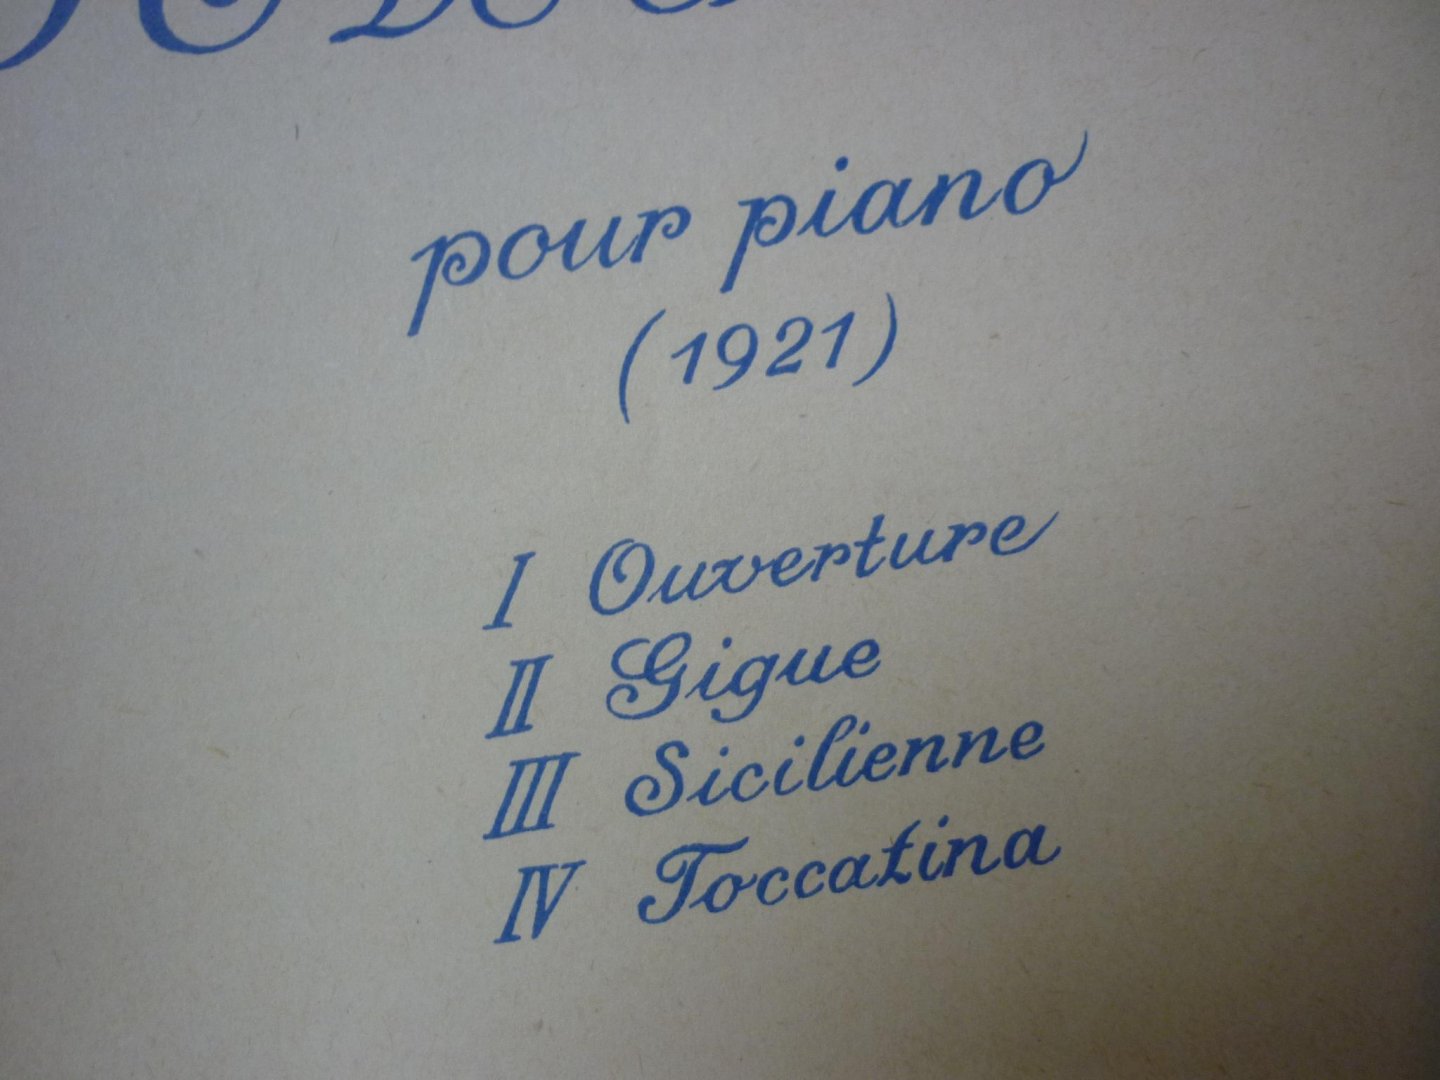 pour piano
(1921)
I Ouverture
II Gigue
III Sicilienne
IV Toccatina